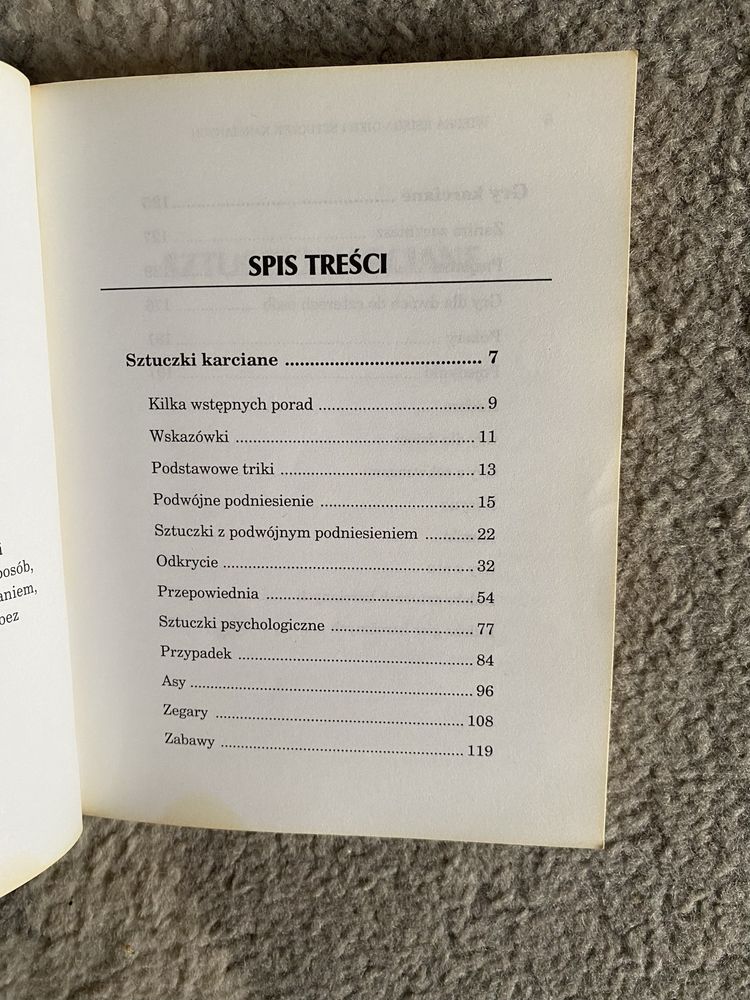 i
posób,
aniem,
bez
SPIS TREŚCI
Sztuczki karciane ........................................ 7
Kilka wstępnych porad .................................. 9
Wskazówki ................................................ 11
Podstawowe triki ....................................... 13
Podwójne podniesienie ............................... 15
Sztuczki z podwójnym podniesieniem .......... 22
Odkrycie ................................................... 32
Przepowiednia .......................................... 54
Sztuczki psychologiczne ............................. 77
Przypadek ................................................ 84
Asy .......................................................... 96
Zegary ................................................... 108
Zabawy .................................................. 119